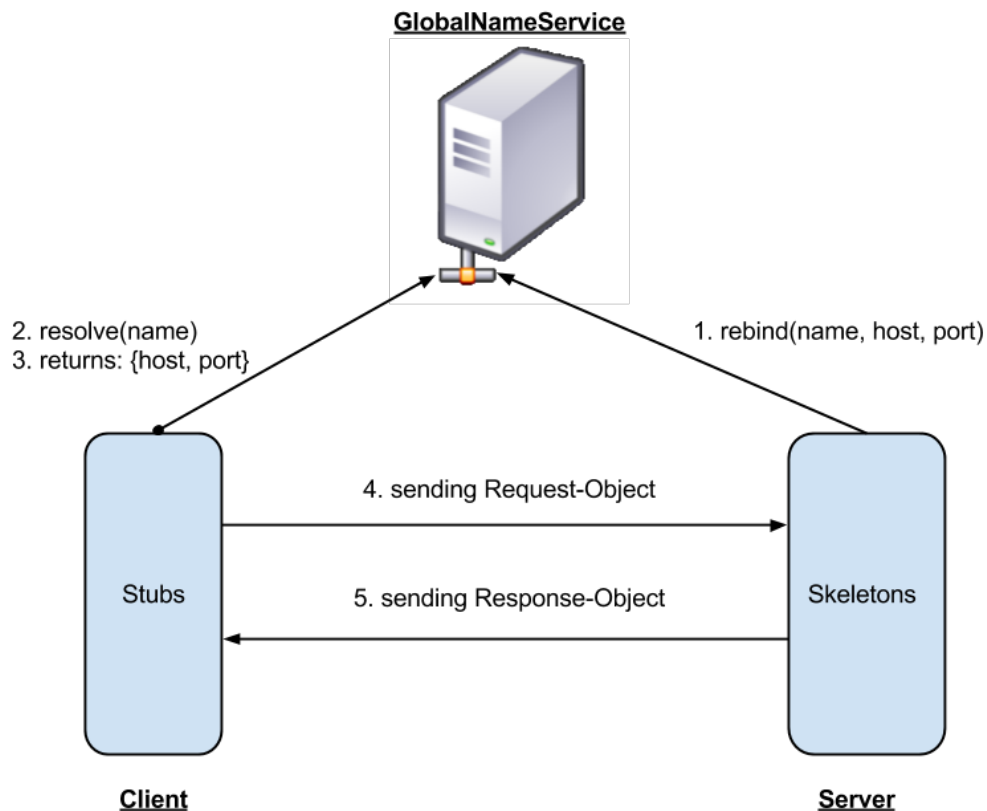 GlobalNameService
2. resolve(name)
3. returns: {host, port}
1. rebind(name, host, port)
4. sending Request-Object
Stubs
5. sending Response-Object
Skeletons
Client
Server